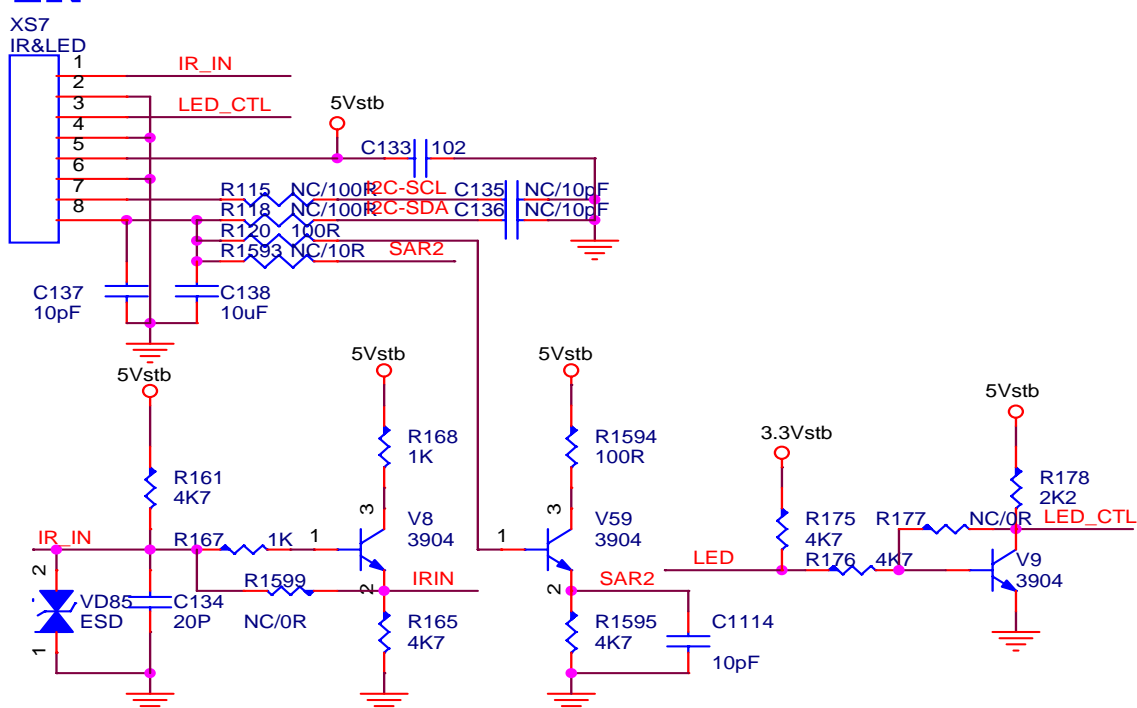 XS7
IR&LED
1
IR_IN
2
3
LED_CTL
4
5
6
7
8
5Vstb
C133
102
R115
NC/100R
I2C-SCL
C135
NC/10pF
R118
NC/100R
I2C-SDA
C136
NC/10pF
R120
100R
R1593
NC/10R
SAR2
C137
10pF
C138
10uF
5Vstb
R161
4K7
IR_IN
R167
1K
1
2
VD85
ESD
1
C134
20P
R1599
NC/0R
5Vstb
R168
1K
3
V8
3904
2
IRIN
R165
4K7
5Vstb
R1594
100R
3
1
V59
3904
2
SAR2
R1595
4K7
C1114
10pF
3.3Vstb
LED
R175
4K7
R176
4K7
R177
NC/0R
5Vstb
R178
2K2
LED_CTL
V9
3904